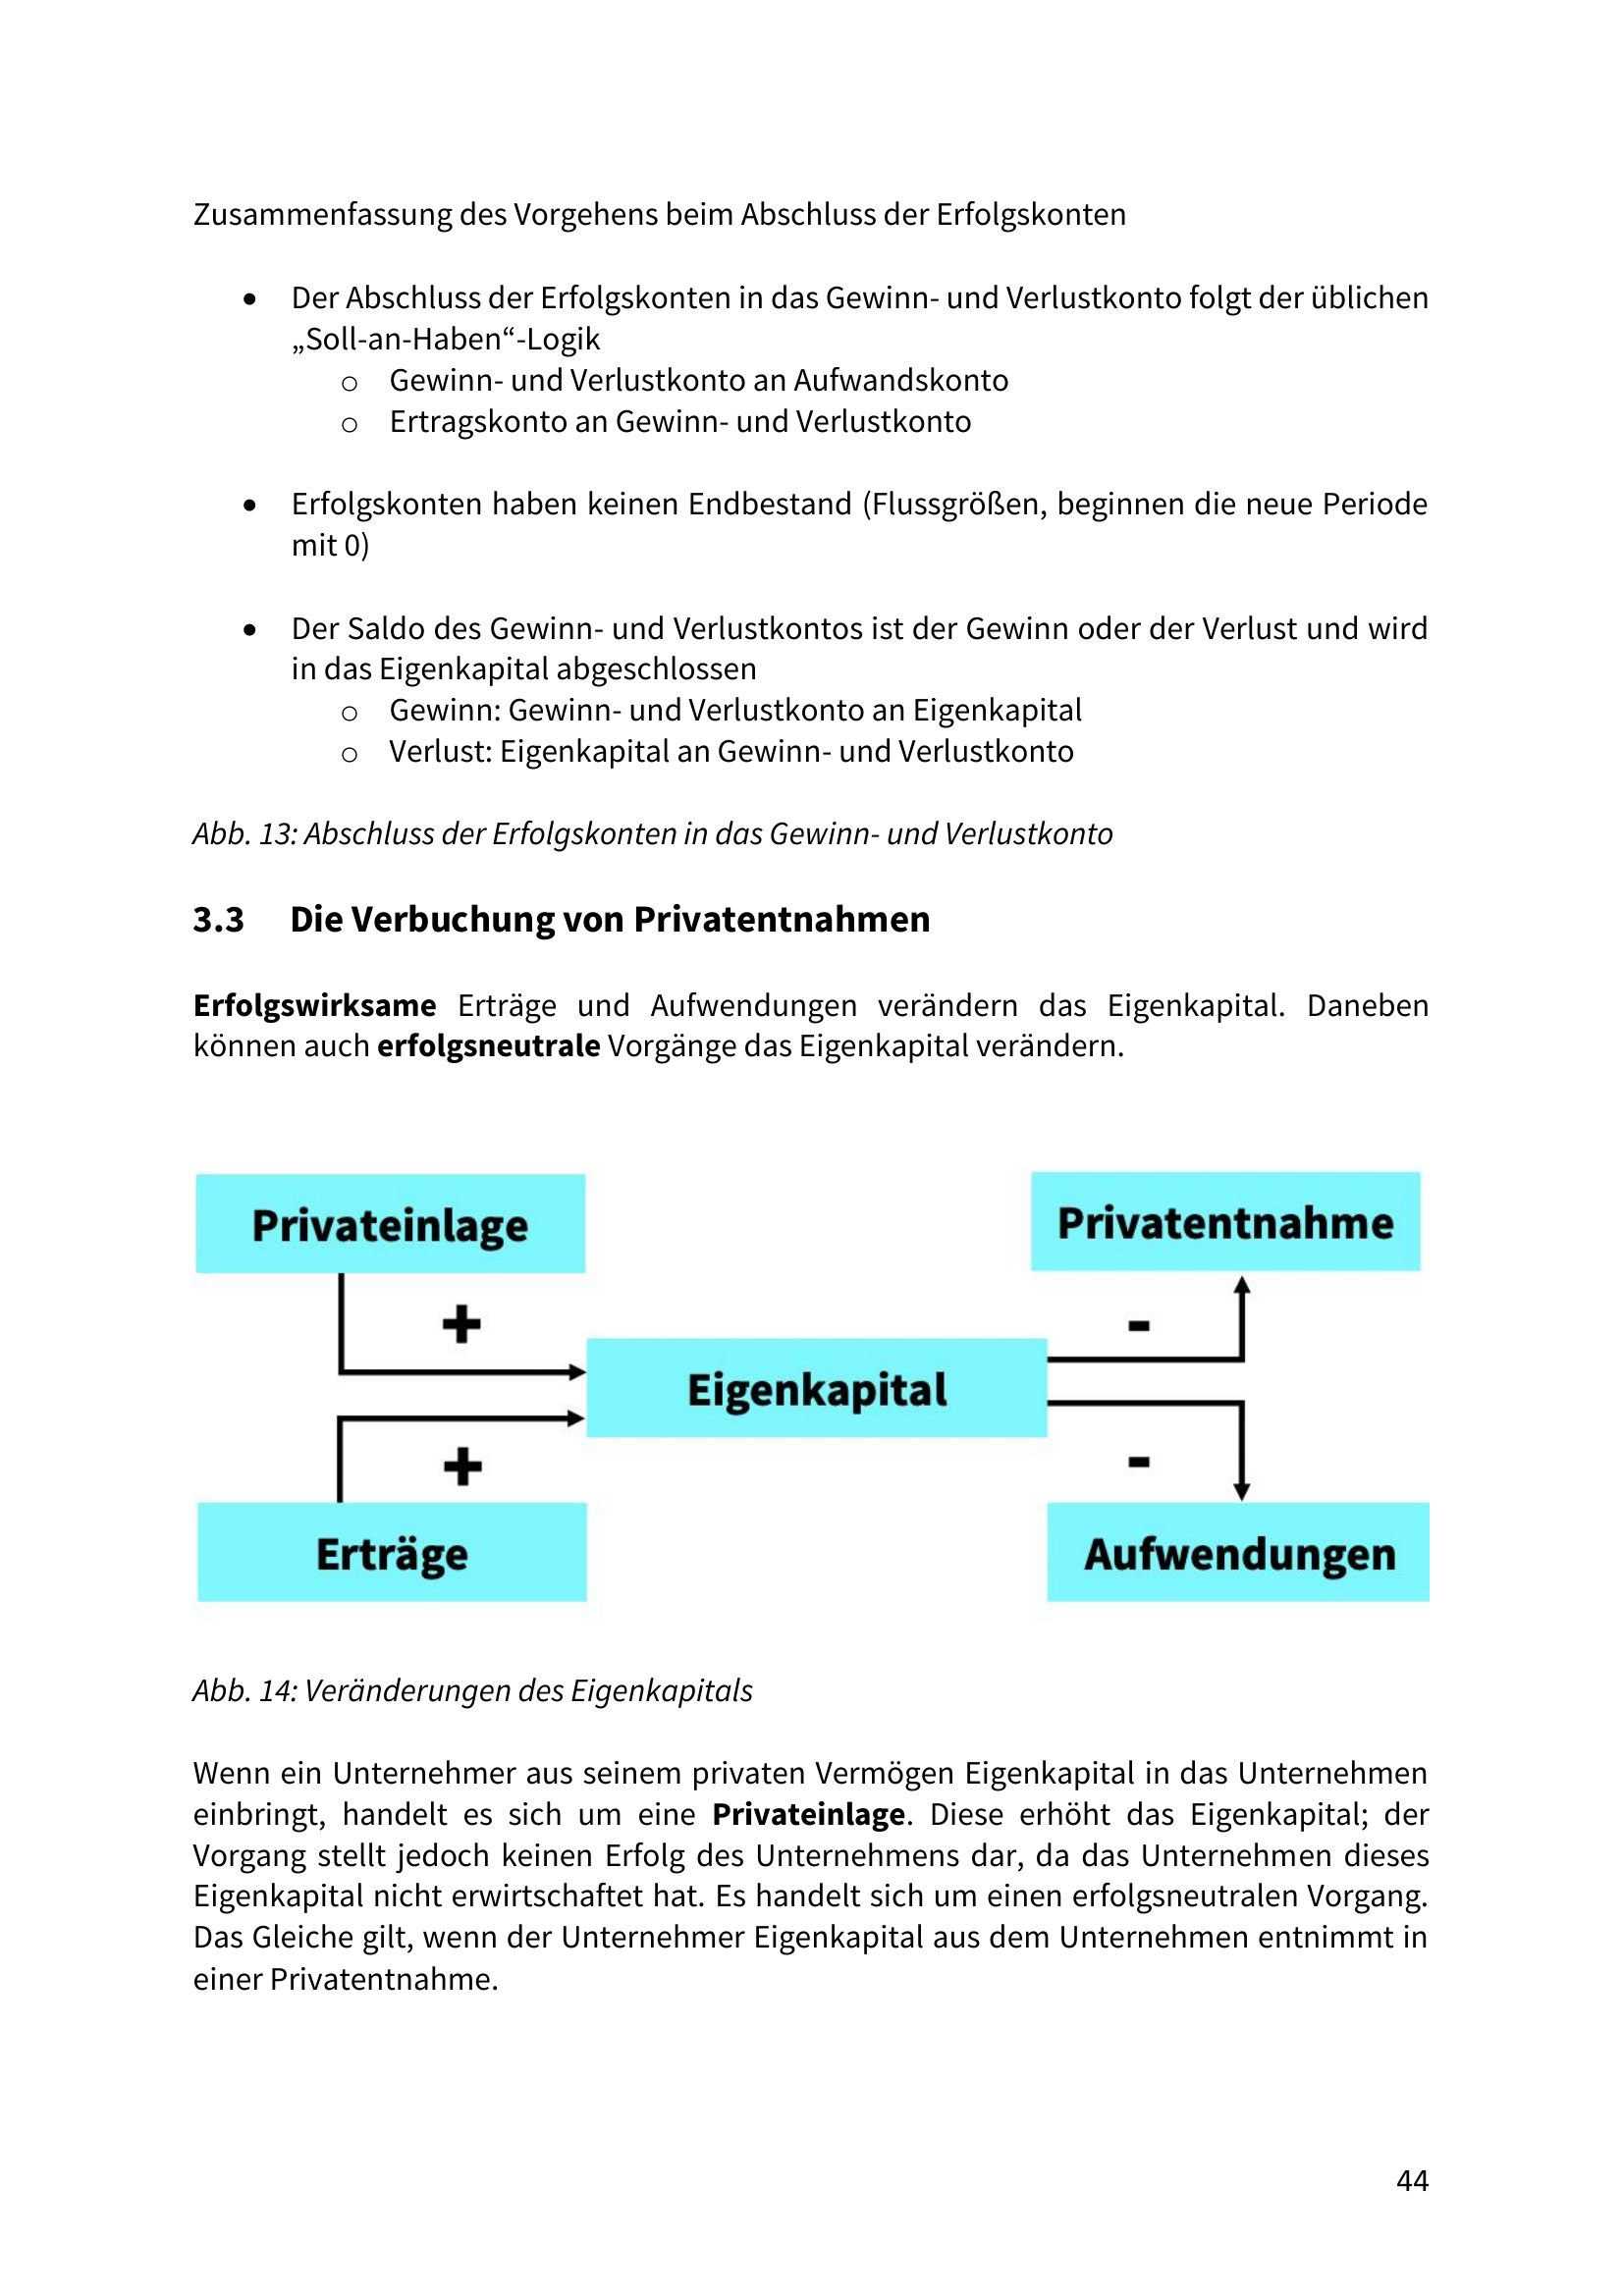 Zusammenfassung des Vorgehens beim Abschluss der Erfolgskonten
• Der Abschluss der Erfolgskonten in das Gewinn- und Verlustkonto folgt der üblichen
„Soll-an-Haben“-Logik
o Gewinn- und Verlustkonto an Aufwandskonto
o Ertragskonto an Gewinn- und Verlustkonto
• Erfolgskonten haben keinen Endbestand (Flussgrößen, beginnen die neue Periode
mit 0)
• Der Saldo des Gewinn- und Verlustkontos ist der Gewinn oder der Verlust und wird
in das Eigenkapital abgeschlossen
o Gewinn: Gewinn- und Verlustkonto an Eigenkapital
o Verlust: Eigenkapital an Gewinn- und Verlustkonto
Abb. 13: Abschluss der Erfolgskonten in das Gewinn- und Verlustkonto
3.3 Die Verbuchung von Privatentnahmen
Erfolgswirksame Erträge und Aufwendungen verändern das Eigenkapital. Daneben
können auch erfolgsneutrale Vorgänge das Eigenkapital verändern.
Privateinlage
Privatentnahme
+
-
Eigenkapital
+
-
Erträge
Aufwendungen
Abb. 14: Veränderungen des Eigenkapitals
Wenn ein Unternehmer aus seinem privaten Vermögen Eigenkapital in das Unternehmen
einbringt, handelt es sich um eine Privateinlage. Diese erhöht das Eigenkapital; der
Vorgang stellt jedoch keinen Erfolg des Unternehmens dar, da das Unternehmen dieses
Eigenkapital nicht erwirtschaftet hat. Es handelt sich um einen erfolgsneutralen Vorgang.
Das Gleiche gilt, wenn der Unternehmer Eigenkapital aus dem Unternehmen entnimmt in
einer Privatentnahme.
44